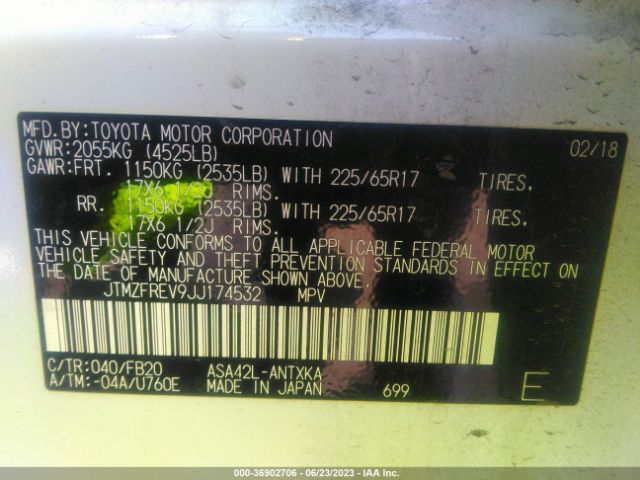 MFD.BY:TOYOTA MOTOR CORPORATION 02/18
GVWR:2055KG (4525LB)
GAWR:FRT. 1150KG (2535LB) WITH 225/65R17 TIRES.
17X6 1/2J RIMS.
RR. 1150KG (2535LB) WITH 225/65R17 TIRES.
17X6 1/2J RIMS.
THIS VEHICLE CONFORMS TO ALL APPLICABLE FEDERAL MOTOR
VEHICLE SAFETY AND THEFT PREVENTION STANDARDS IN EFFECT ON
THE DATE OF MANUFACTURE SHOWN ABOVE.
JTMZFREV9JJ174532 MPV
C/TR:040/FB20 ASA42L-ANTXKA
A/TM:-04A/U760E MADE IN JAPAN 699 E
000-36902706 - 06/23/2023 - IAA Inc.